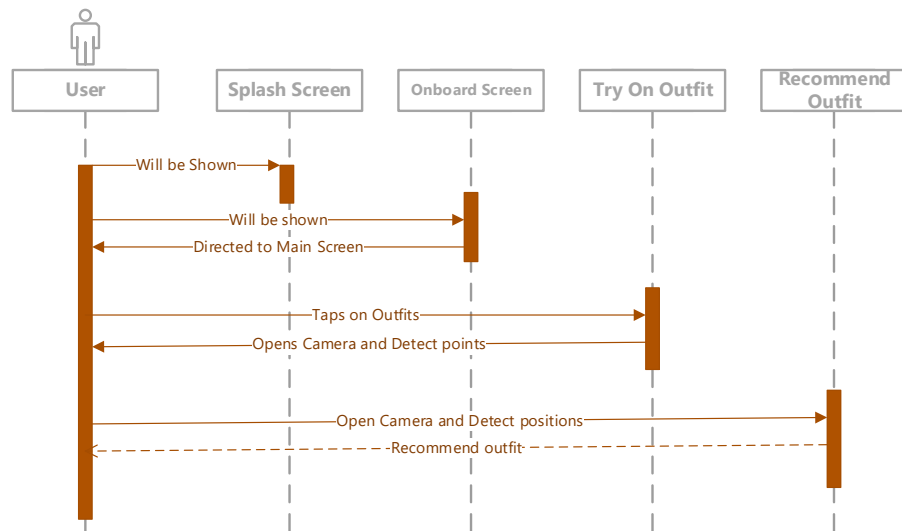 User
Splash Screen
Onboard Screen
Try On Outfit
Recommend
Outfit
Will be Shown
Will be shown
Directed to Main Screen
Taps on Outfits
Opens Camera and Detect points
Open Camera and Detect positions
Recommend outfit